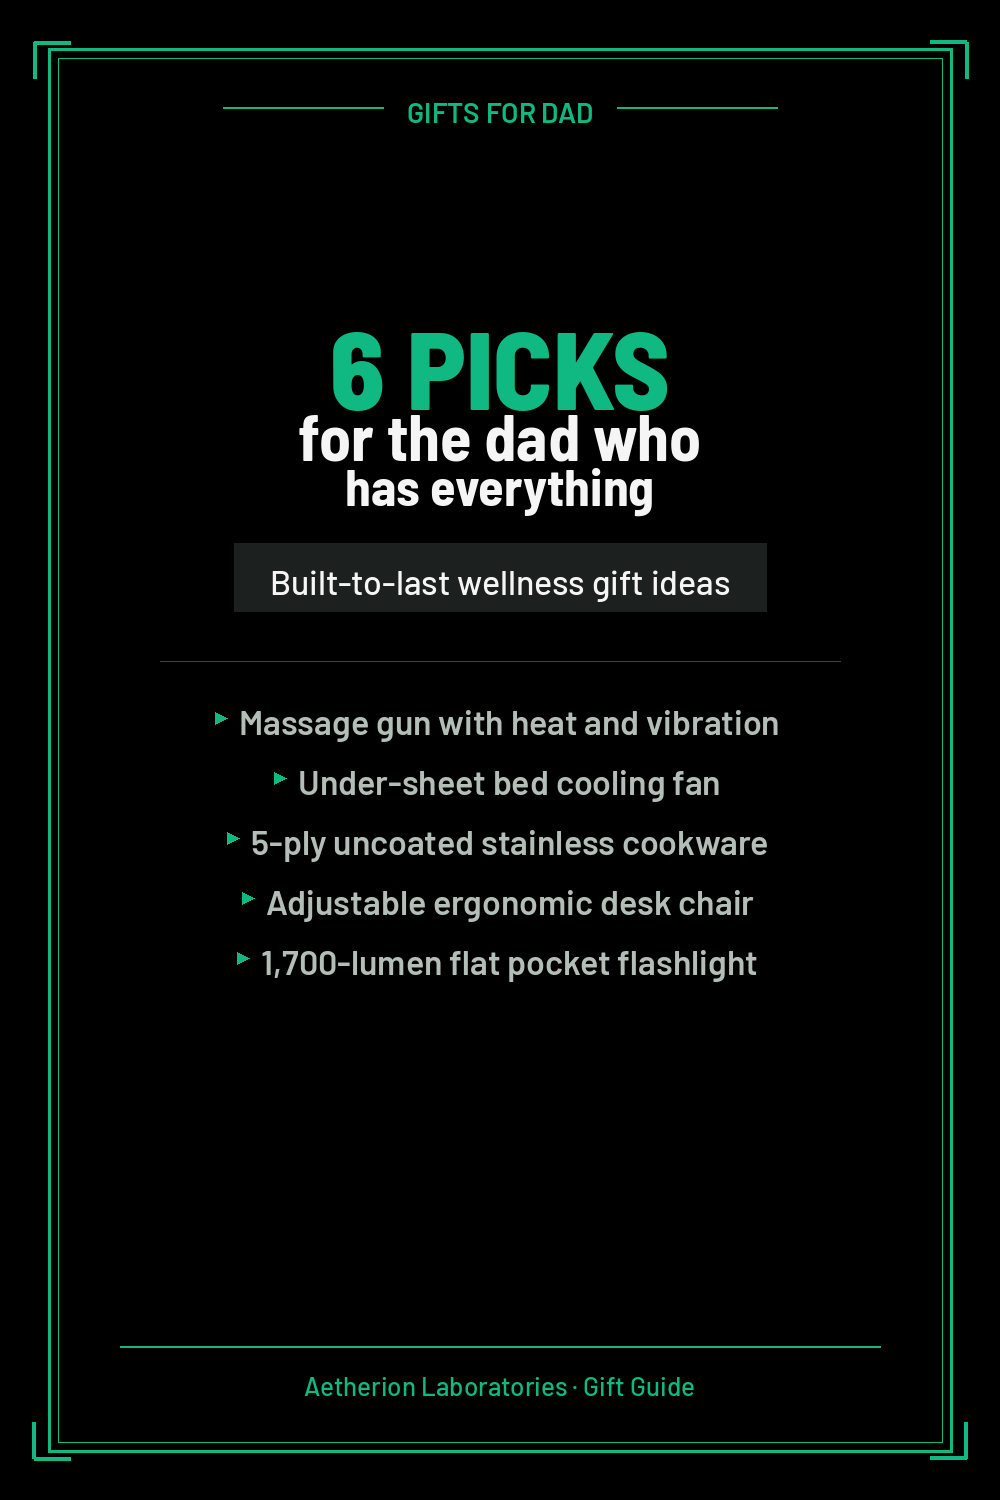 GIFTS FOR DAD
6 PICKS
for the dad who
has everything
Built-to-last wellness gift ideas
Massage gun with heat and vibration
Under-sheet bed cooling fan
5-ply uncoated stainless cookware
Adjustable ergonomic desk chair
1,700-lumen flat pocket flashlight
Aetherion Laboratories · Gift Guide